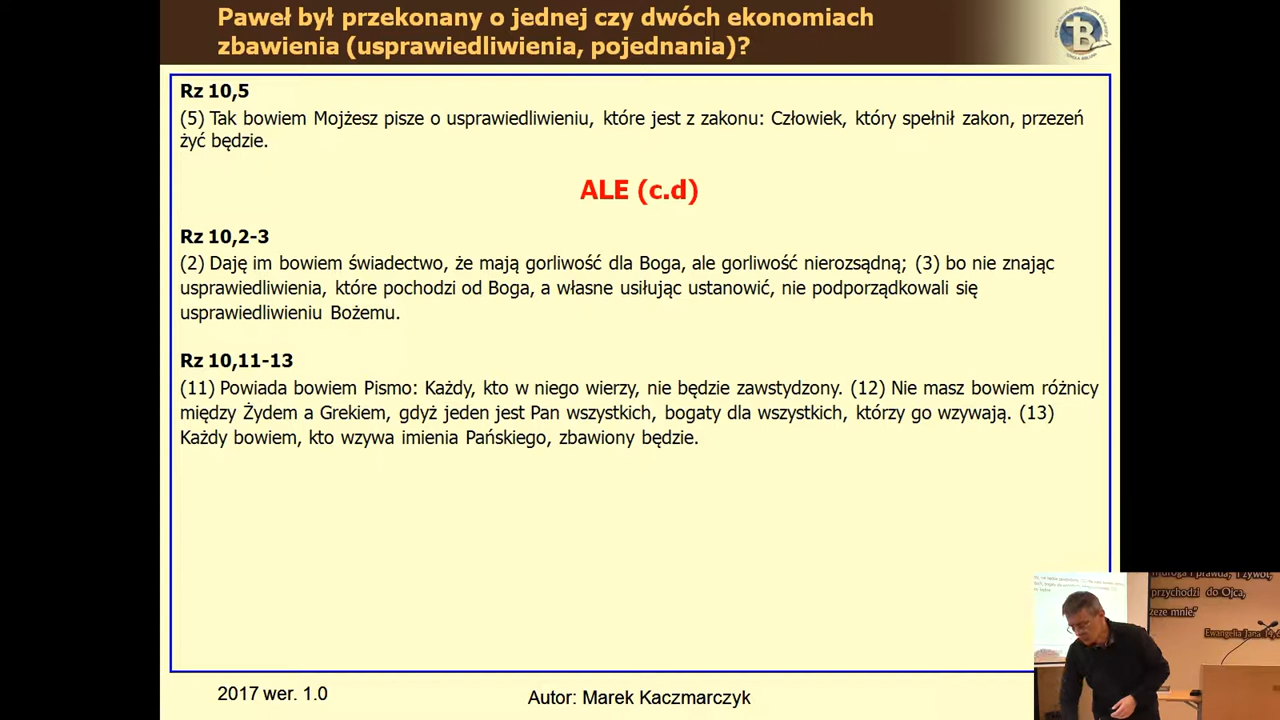 Paweł był przekonany o jednej czy dwóch ekonomiach
zbawienia (usprawiedliwienia, pojednania)?
Rz 10,5
(5) Tak bowiem Mojżesz pisze o usprawiedliwieniu, które jest z zakonu: Człowiek, który spełnił zakon, przezeń
żyć będzie.
ALE (c.d)
Rz 10,2-3
(2) Daję im bowiem świadectwo, że mają gorliwość dla Boga, ale gorliwość nierozsądną; (3) bo nie znając
usprawiedliwienia, które pochodzi od Boga, a własne usiłując ustanowić, nie podporządkowali się
usprawiedliwieniu Bożemu.
Rz 10,11-13
(11) Powiada bowiem Pismo: Każdy, kto w niego wierzy, nie będzie zawstydzony. (12) Nie masz bowiem różnicy
między Żydem a Grekiem, gdyż jeden jest Pan wszystkich, bogaty dla wszystkich, którzy go wzywają. (13)
Każdy bowiem, kto wzywa imienia Pańskiego, zbawiony będzie.
i prawda, i żywot,
przychodzi do Ojca,
mnie."
Ewangelia Jana 14,
2017 wer. 1.0
Autor: Marek Kaczmarczyk